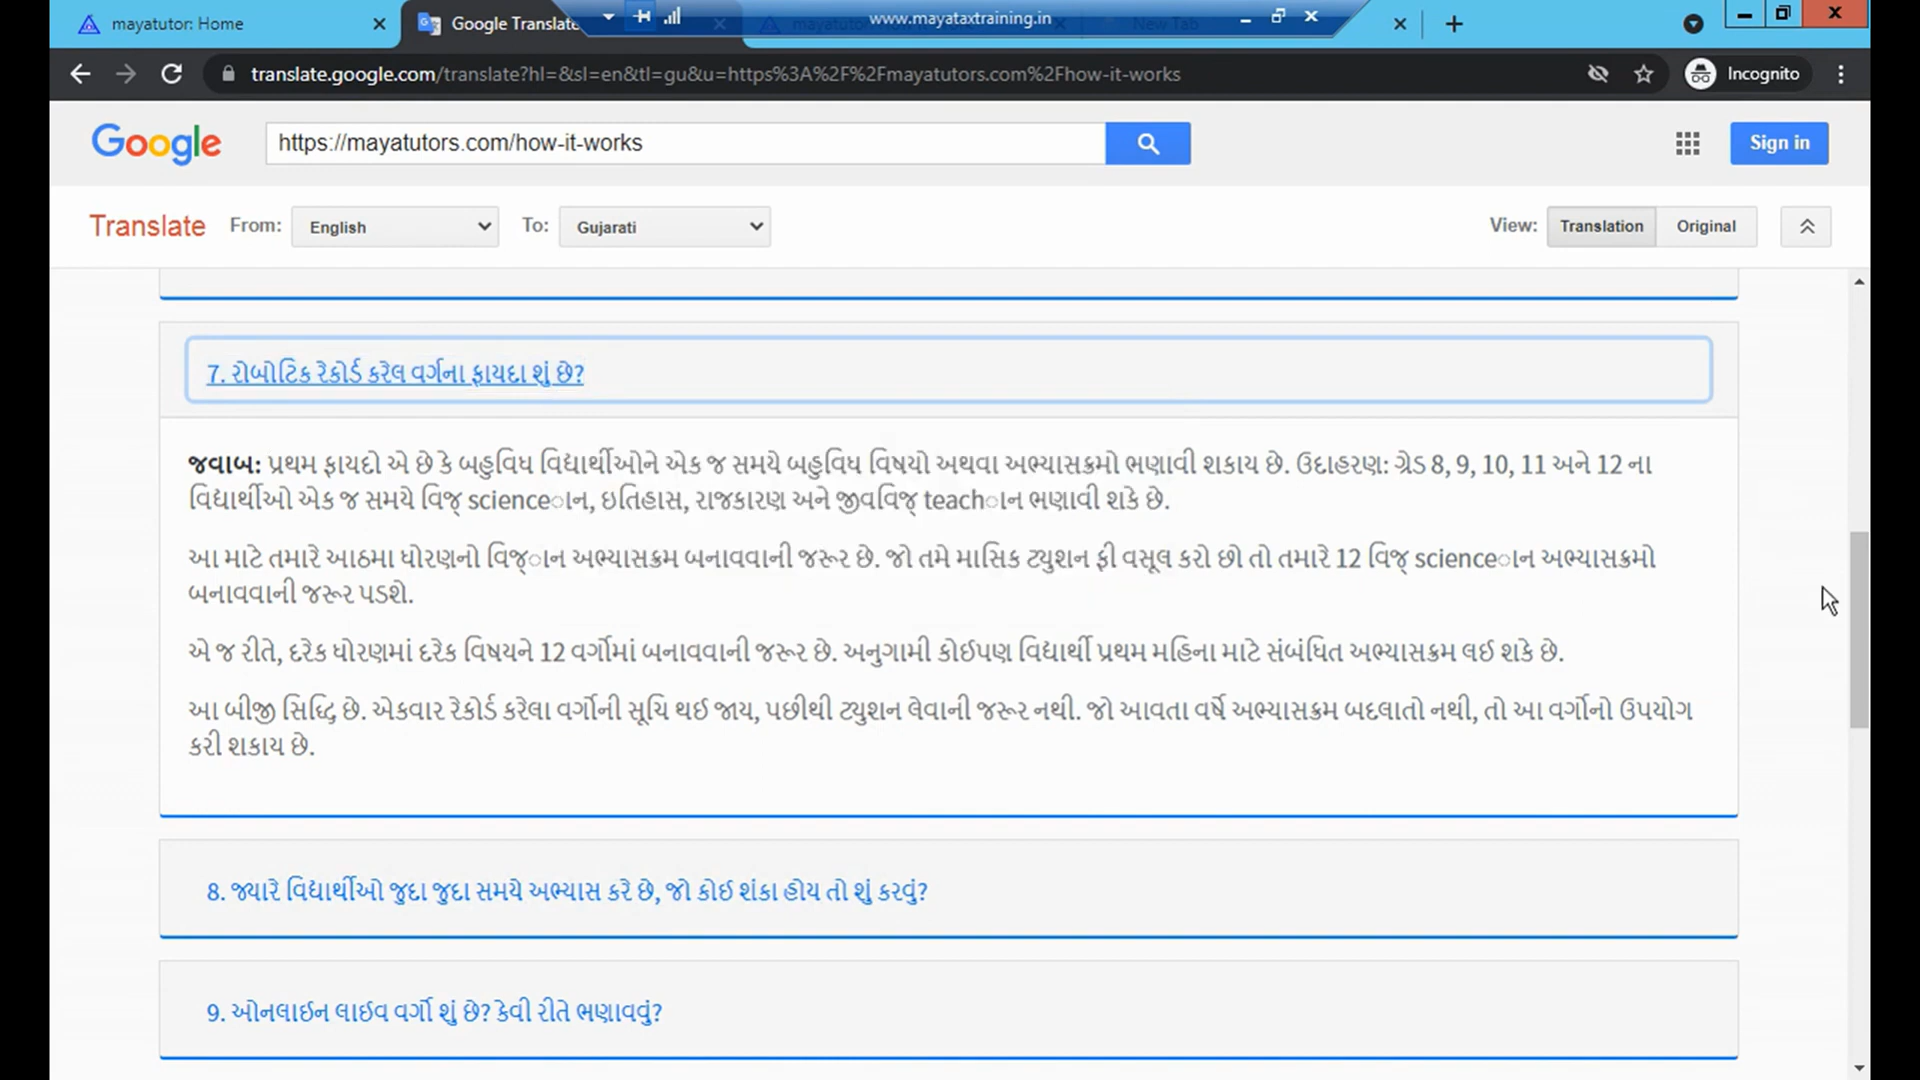 mayatutor: Home
Google Translate
www.mayataxtraining.in
New Tab
translate.google.com/translate?hl=&sl=en&tl=gu&u=https%3A%2F%2Fmayatutors.com%2Fhow-it-works
Incognito
Google
https://mayatutors.com/how-it-works
Sign in
Translate From: English To: Gujarati View: Translation Original
7. રોબોટિક રેકોર્ડ કરેલ વર્ગના ફાયદા શું છે?
જવાબ: પ્રથમ ફાયદો એ છે કે બહુવિધ વિદ્યાર્થીઓને એક જ સમયે બહુવિધ વિષયો અથવા અભ્યાસક્રમો ભણાવી શકાય છે. ઉદાહરણ: ગ્રેડ 8, 9, 10, 11 અને 12 ના
વિદ્યાર્થીઓ એક જ સમયે વિજ્ scienceાન, ઇતિહાસ, રાજકારણ અને જીવવિજ્ teachાન ભણાવી શકે છે.
આ માટે તમારે આઠમા ધોરણનો વિજ્ાન અભ્યાસક્રમ બનાવવાની જરૂર છે. જો તમે માસિક ટ્યુશન ફી વસૂલ કરો છો તો તમારે 12 વિજ્ scienceાન અભ્યાસક્રમો
બનાવવાની જરૂર પડશે.
એ જ રીતે, દરેક ધોરણમાં દરેક વિષયને 12 વર્ગોમાં બનાવવાની જરૂર છે. અનુગામી કોઈપણ વિદ્યાર્થી પ્રથમ મહિના માટે સંબંધિત અભ્યાસક્રમ લઈ શકે છે.
આ બીજી સિદ્ધિ છે. એકવાર રેકોર્ડ કરેલા વર્ગોની સૂચિ થઈ જાય, પછીથી ટ્યુશન લેવાની જરૂર નથી. જો આવતા વર્ષે અભ્યાસક્રમ બદલાતો નથી, તો આ વર્ગોનો ઉપયોગ
કરી શકાય છે.
8. જ્યારે વિદ્યાર્થીઓ જુદા જુદા સમયે અભ્યાસ કરે છે, જો કોઈ શંકા હોય તો શું કરવું?
9. ઓનલાઈન લાઈવ વર્ગો શું છે? કેવી રીતે ભણાવવું?